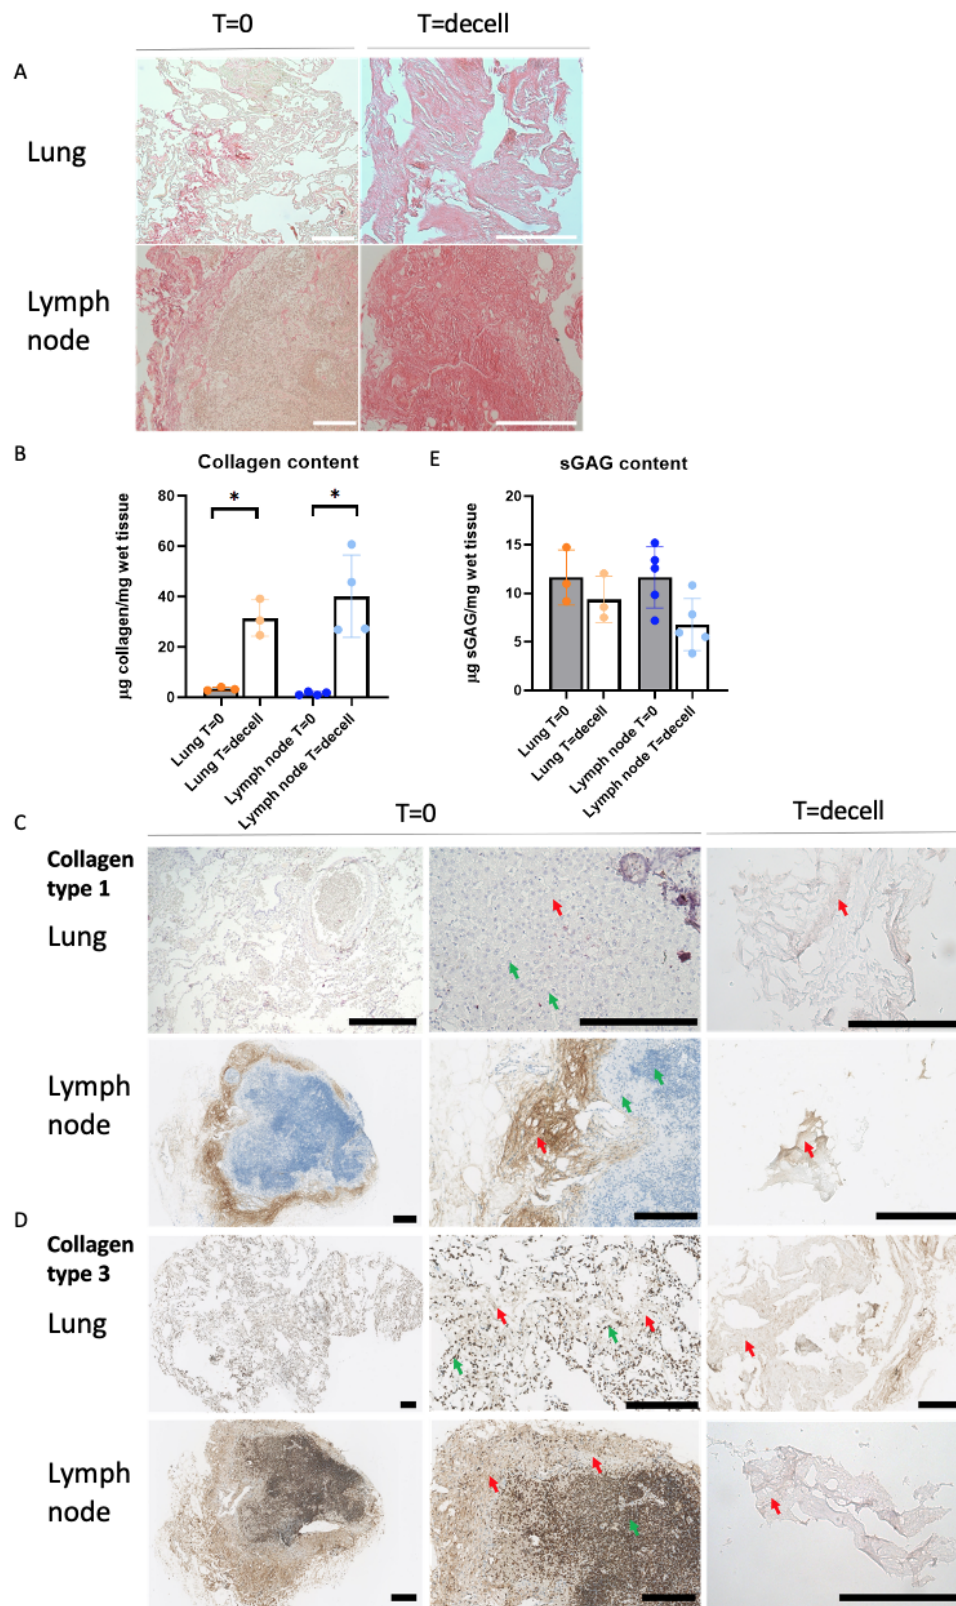 T=0
T=decell
A
Lung
Lymph
node
B
Collagen content
*
*
µg collagen/mg wet tissue
80
60
40
20
0
Lung T=0
Lung T=decell
Lymph node T=0
Lymph node T=decell
E
sGAG content
µg sGAG/mg wet tissue
20
15
10
5
0
Lung T=0
Lung T=decell
Lymph node T=0
Lymph node T=decell
C
T=0
T=decell
Collagen
type 1
Lung
Lymph
node
D
Collagen
type 3
Lung
Lymph
node